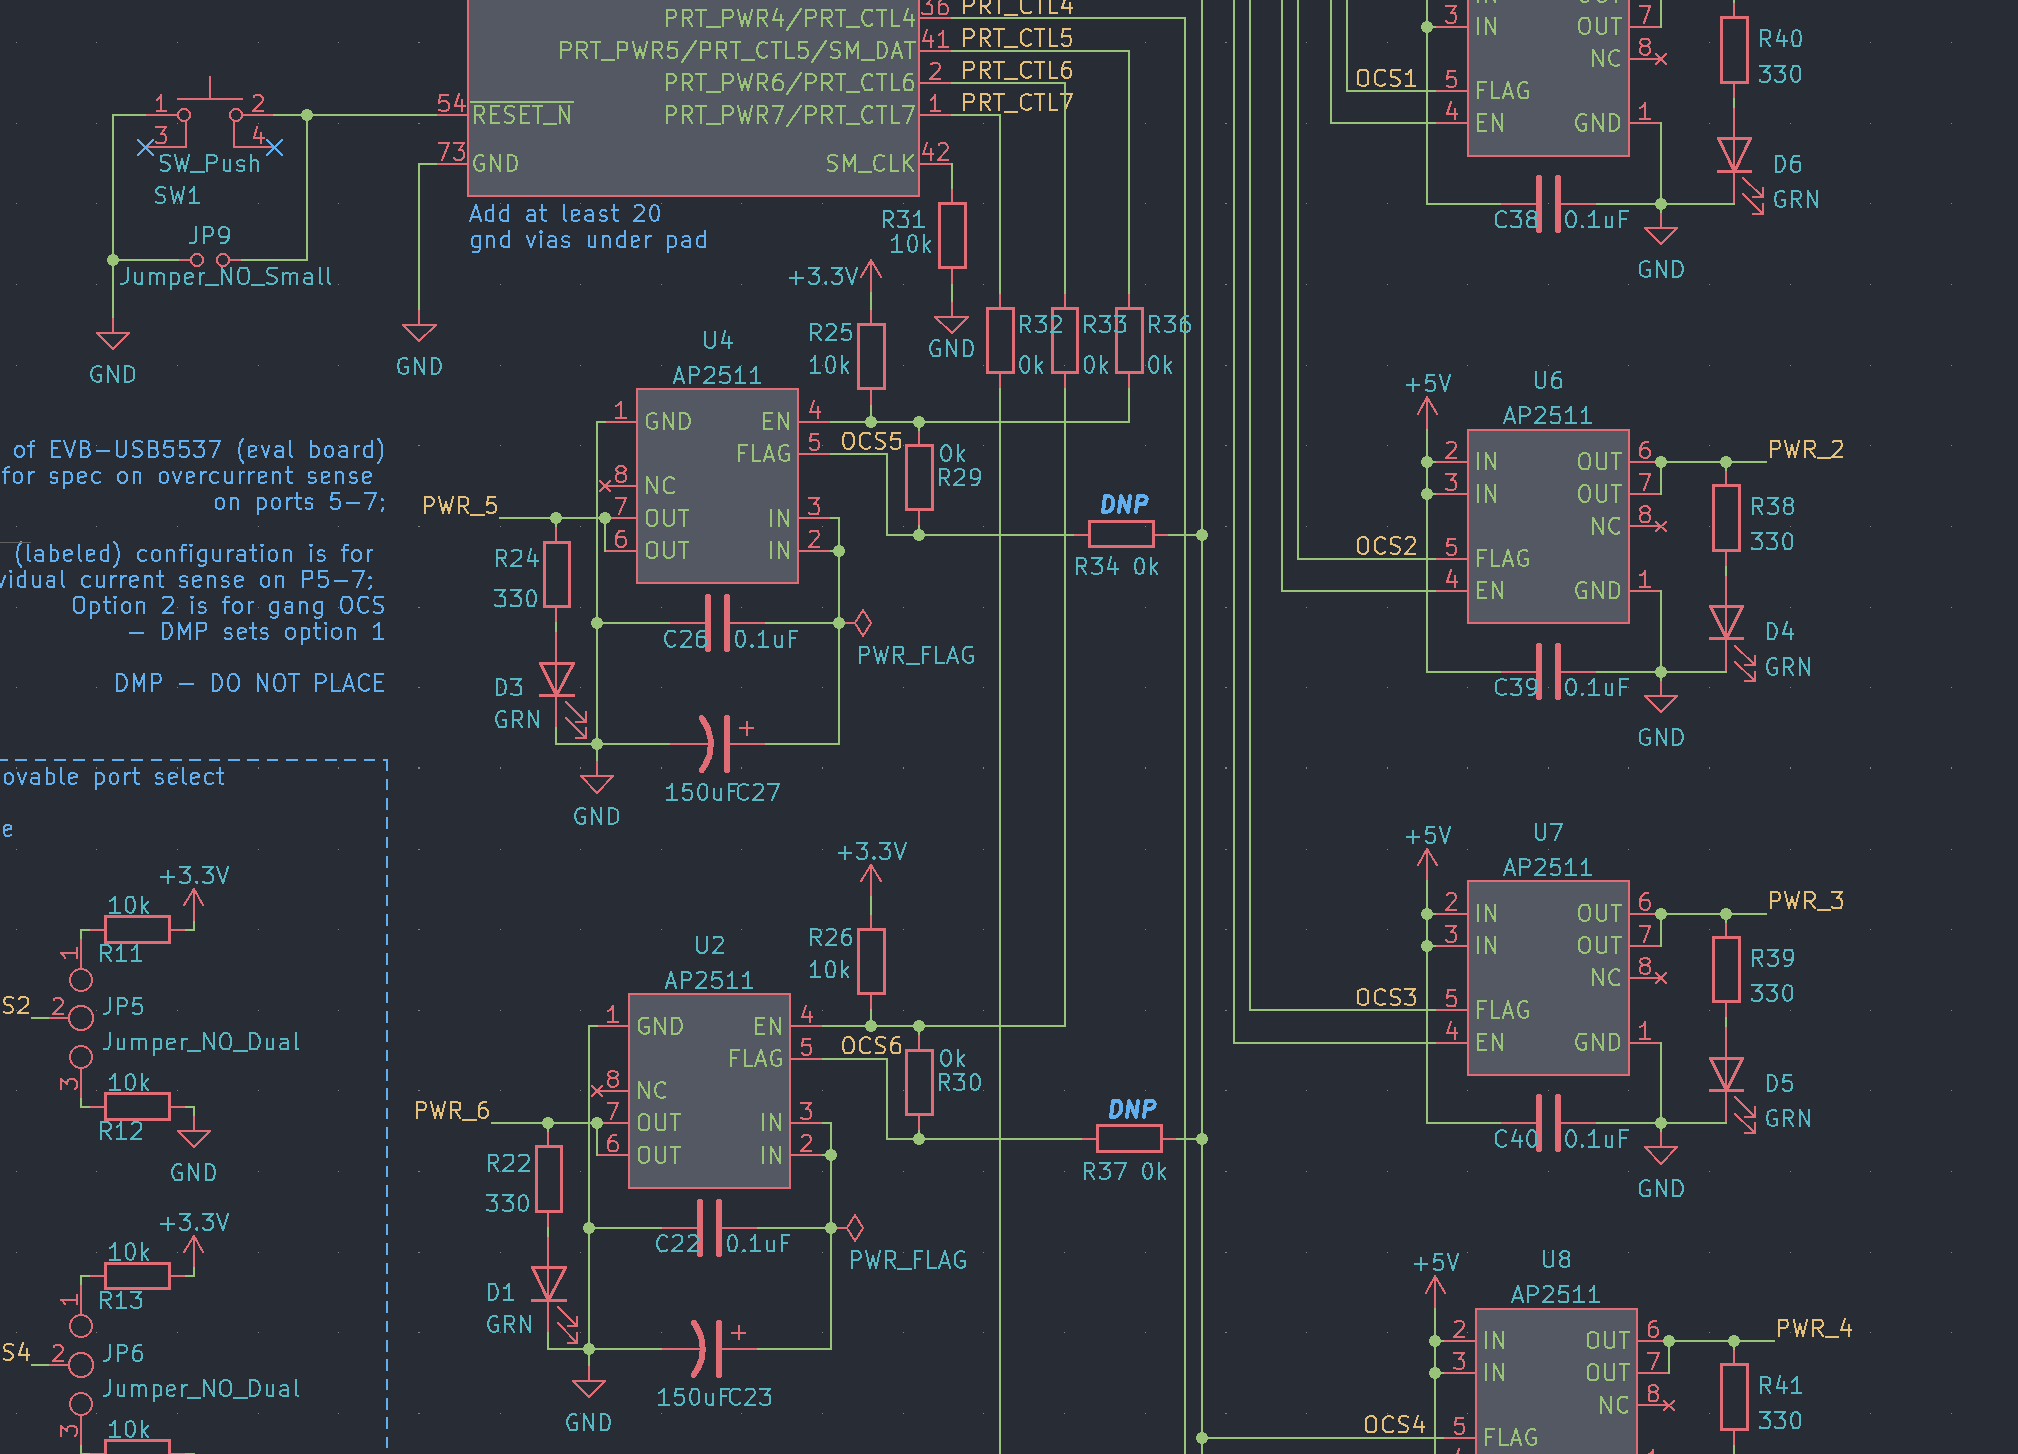 36 PRT_CTL4
PRT_PWR4/PRT_CTL4
PRT_PWR5/PRT_CTL5/SM_DAT 41 PRT_CTL5
PRT_PWR6/PRT_CTL6 2 PRT_CTL6
PRT_PWR7/PRT_CTL7 1 PRT_CTL7
54 RESET_N
73 GND
SM_CLK 42
1 2
3 4
SW_Push
SW1
JP9
Jumper_NO_Small
GND
GND
Add at least 20
gnd vias under pad
R31
10k
GND
+3.3V
R25
10k
R32
0k
R33
0k
R36
0k
U4
AP2511
1 GND
EN 4
FLAG 5
OCS5
8 NC
7 OUT
6 OUT
IN 3
IN 2
0k
R29
PWR_5
R24
330
DNP
R34 0k
C26 0.1uF
PWR_FLAG
D3
GRN
150uF C27
GND
of EVB-USB5537 (eval board)
for spec on overcurrent sense
on ports 5-7;
(labeled) configuration is for
vidual current sense on P5-7;
Option 2 is for gang OCS
- DMP sets option 1
DMP - DO NOT PLACE
ovable port select
e
+3.3V
10k
R11
1
S2 2
JP5
Jumper_NO_Dual
3
10k
R12
GND
+3.3V
10k
R13
1
S4 2
JP6
Jumper_NO_Dual
3
10k
+3.3V
R26
10k
U2
AP2511
1 GND
EN 4
FLAG 5
OCS6
8 NC
7 OUT
6 OUT
IN 3
IN 2
0k
R30
PWR_6
R22
330
DNP
R37 0k
C22 0.1uF
PWR_FLAG
D1
GRN
150uF C23
GND
3 IN
OUT 7
NC 8
OCS1 5 FLAG
4 EN
GND 1
R40
330
D6
GRN
C38 0.1uF
GND
+5V
U6
AP2511
2 IN
3 IN
OUT 6
OUT 7
NC 8
PWR_2
OCS2 5 FLAG
4 EN
GND 1
R38
330
D4
GRN
C39 0.1uF
GND
+5V
U7
AP2511
2 IN
3 IN
OUT 6
OUT 7
NC 8
PWR_3
OCS3 5 FLAG
4 EN
GND 1
R39
330
D5
GRN
C40 0.1uF
GND
+5V
U8
AP2511
2 IN
3 IN
OUT 6
OUT 7
NC 8
PWR_4
R41
330
OCS4 5 FLAG